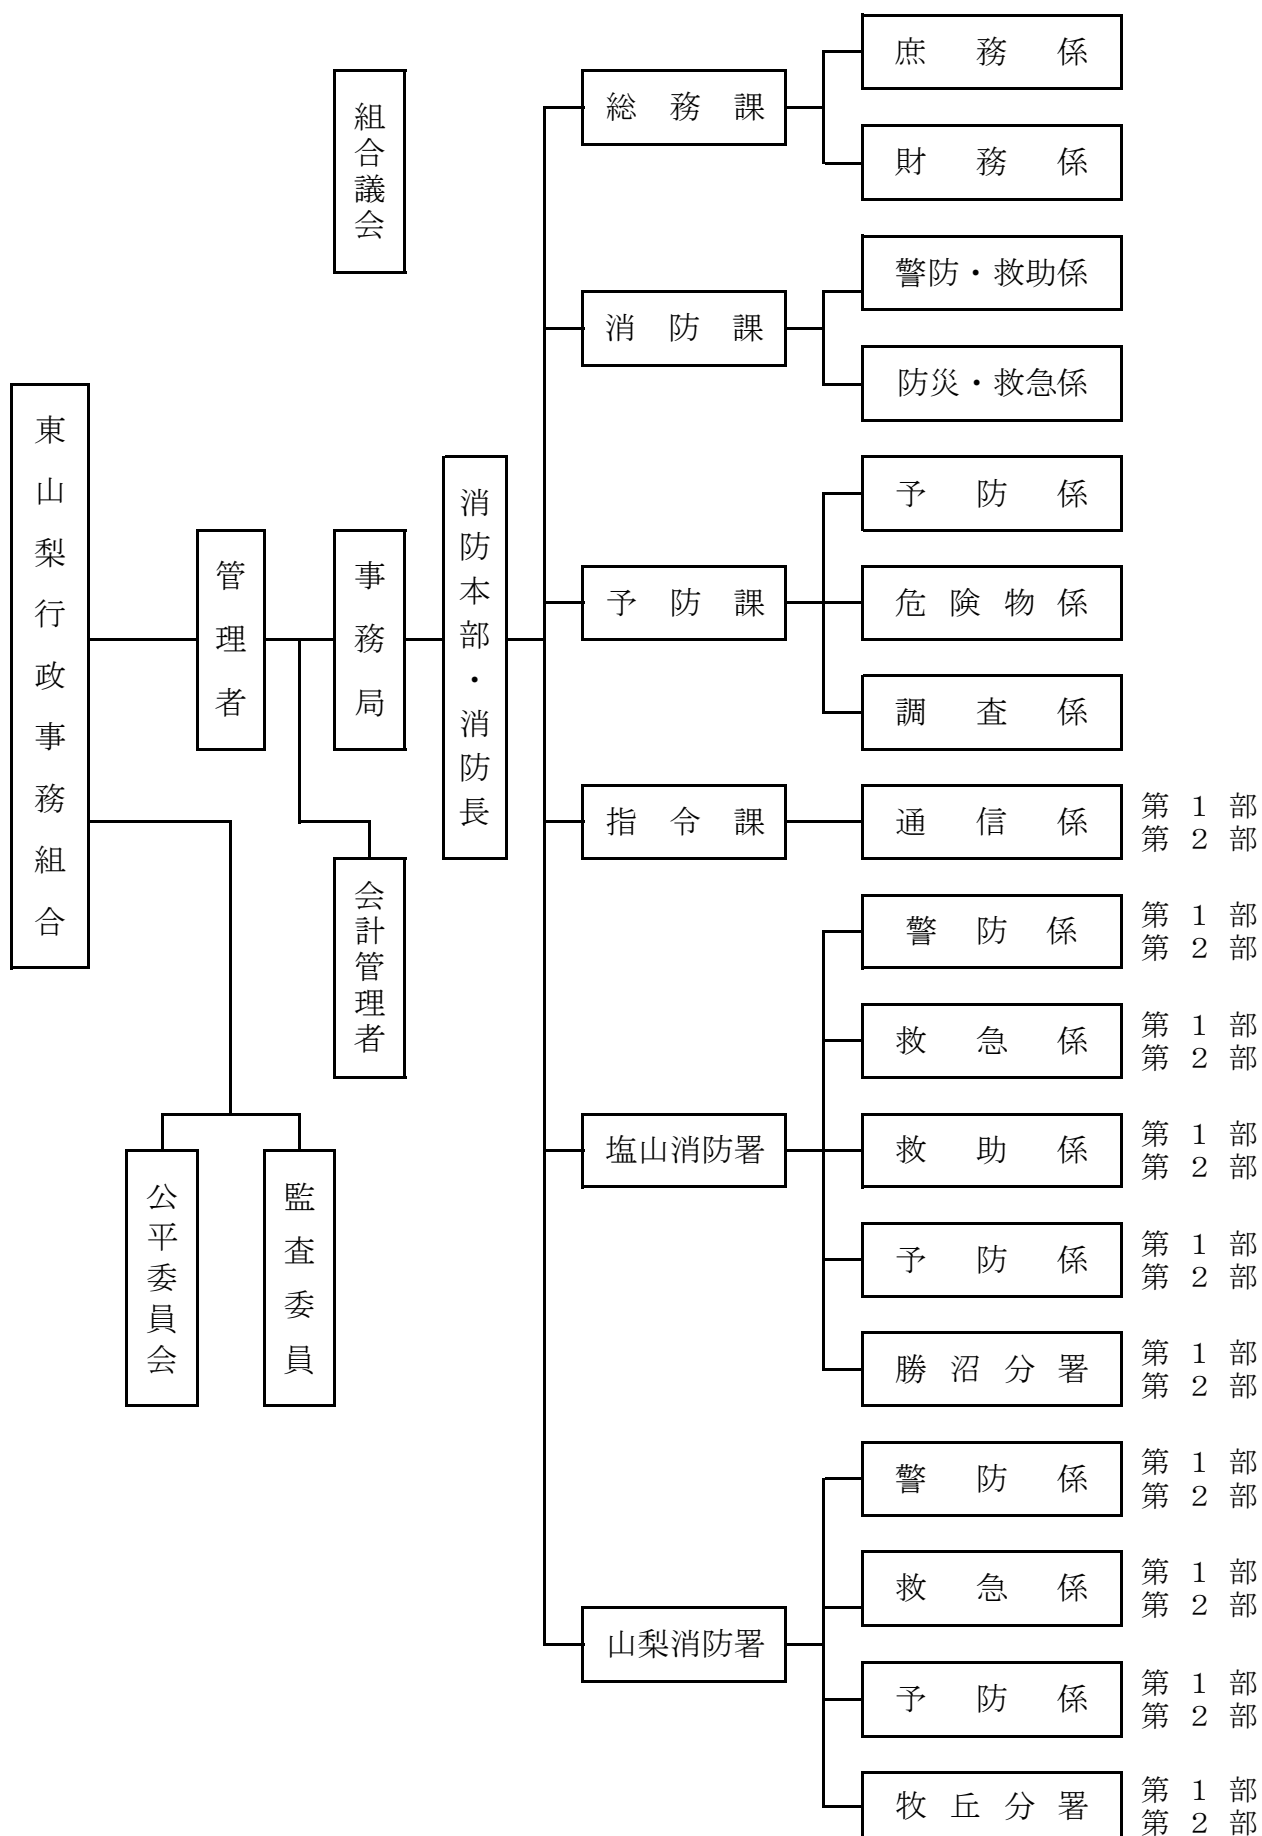 東山梨行政事務組合
管理者
組合議会
事務局
会計管理者
公平委員会
監査委員
消防本部・消防長
総務課
庶務係
財務係
消防課
警防・救助係
防災・救急係
予防課
予防係
危険物係
調査係
指令課
通信係
第１部
第２部
塩山消防署
警防係
第１部
第２部
救急係
第１部
第２部
救助係
第１部
第２部
予防係
第１部
第２部
勝沼分署
第１部
第２部
山梨消防署
警防係
第１部
第２部
救急係
第１部
第２部
予防係
第１部
第２部
牧丘分署
第１部
第２部